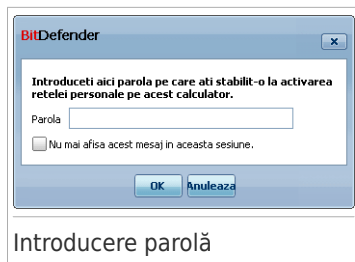 BitDefender
Introduceti aici parola pe care ati stabilit-o la activarea
retelei personale pe acest calculator.
Parola
Nu mai afisa acest mesaj in aceasta sesiune.
OK
Anuleaza
Introducere parolă